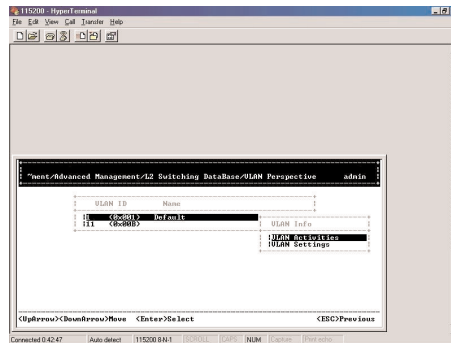 115200 - HyperTerminal
File Edit View Call Transfer Help
~ment/Advanced Management/L2 Switching DataBase/VLAN Perspective admin
VLAN ID Name
1 <0x001> Default
11 <0x00B>
VLAN Info
VLAN Activities
VLAN Settings
<UpArrow><DownArrow>Move <Enter>Select <ESC>Previous
Connected 0:42:47 Auto detect 115200 8-N-1 SCROLL CAPS NUM Capture Print echo